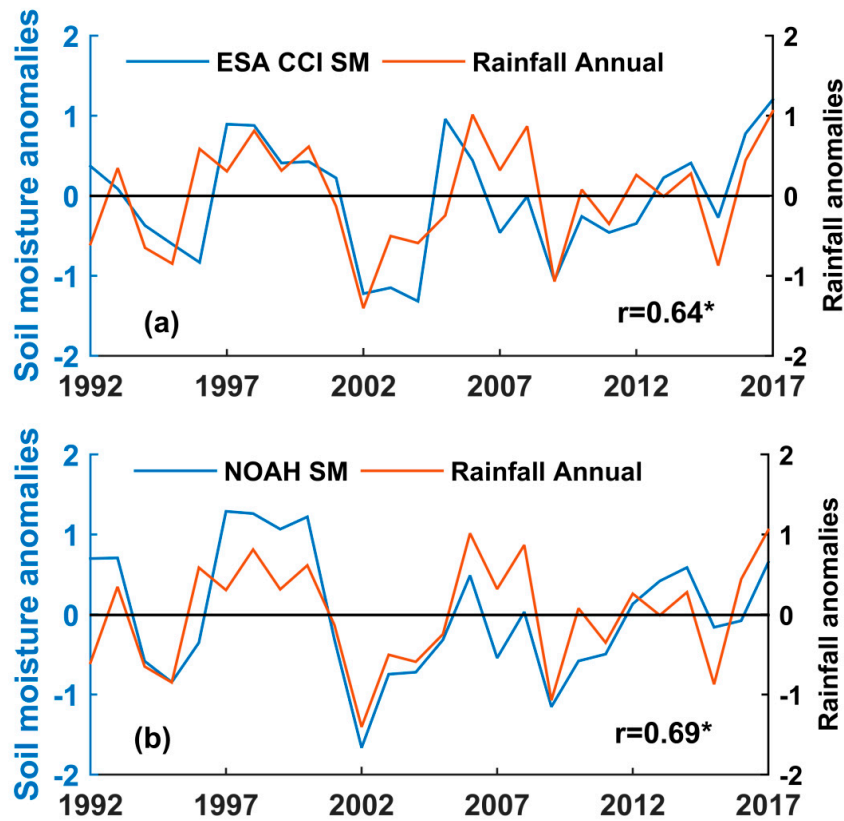 ESA CCI SM Rainfall Annual
Soil moisture anomalies
2
1
0
-1
-2
2
1
0
-1
-2
Rainfall anomalies
(a)
r=0.64*
1992 1997 2002 2007 2012 2017
NOAH SM Rainfall Annual
Soil moisture anomalies
2
1
0
-1
-2
2
1
0
-1
-2
Rainfall anomalies
(b)
r=0.69*
1992 1997 2002 2007 2012 2017